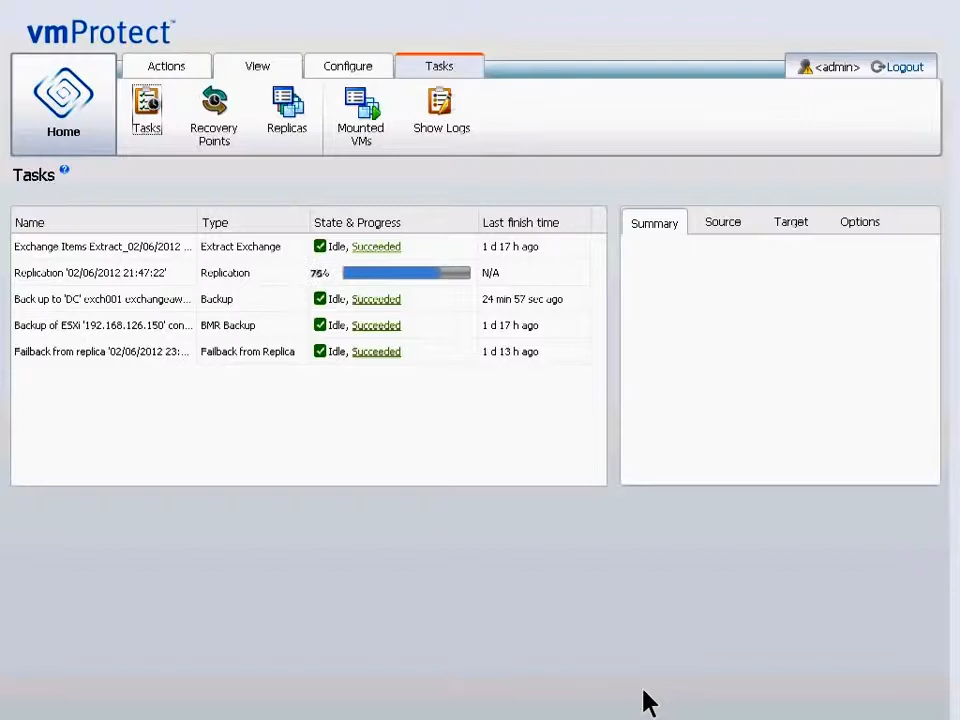 vmProtect™
Actions View Configure Tasks <admin> Logout
Home
Tasks Recovery Points Replicas Mounted VMs Show Logs
Tasks ?
Name Type State & Progress Last finish time
Exchange Items Extract_02/06/2012 ... Extract Exchange Idle, Succeeded 1 d 17 h ago
Replication '02/06/2012 21:47:22' Replication 75% N/A
Back up to 'DC' exch001 exchangeaw... Backup Idle, Succeeded 24 min 57 sec ago
Backup of ESXi '192.168.126.150' con... BMR Backup Idle, Succeeded 1 d 17 h ago
Failback from replica '02/06/2012 23:... Failback from Replica Idle, Succeeded 1 d 13 h ago
Summary Source Target Options